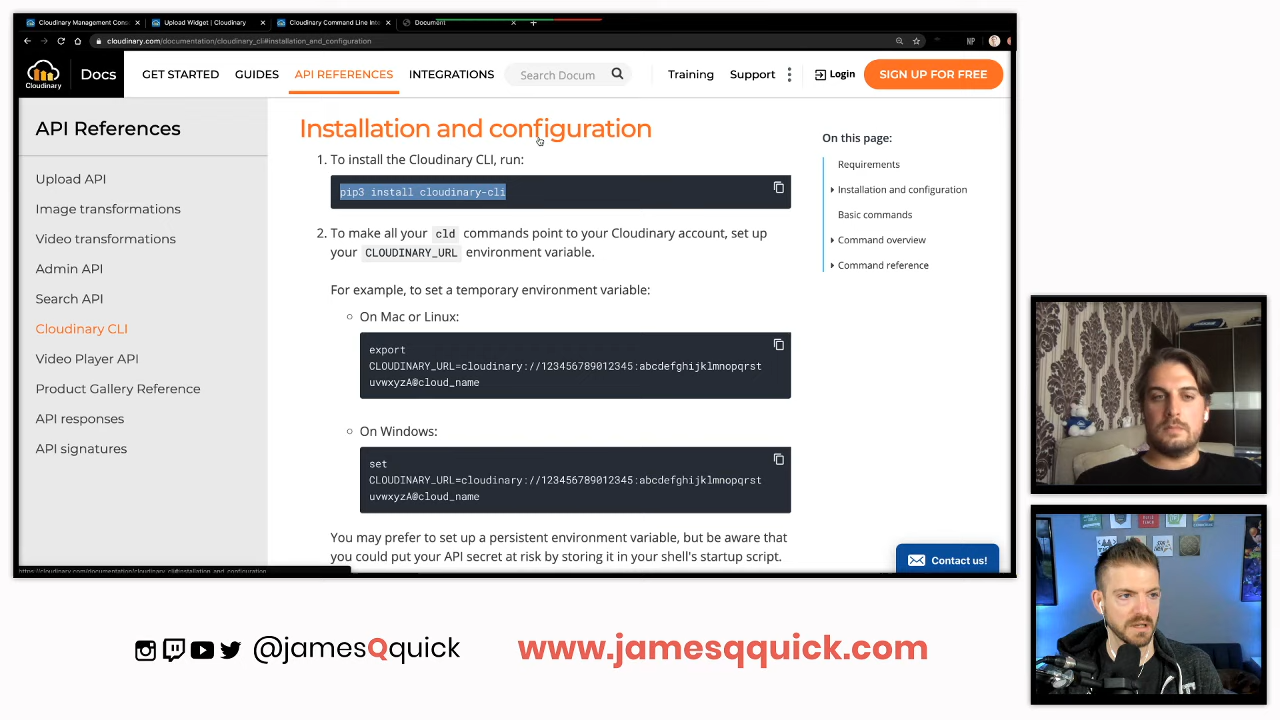 Cloudinary Management Cons
Upload Widget | Cloudinary
Cloudinary Command Line Inte
Document
cloudinary.com/documentation/cloudinary_cli#installation_and_configuration
NP
Cloudinary
Docs
GET STARTED
GUIDES
API REFERENCES
INTEGRATIONS
Search Docum
Training
Support
Login
SIGN UP FOR FREE
API References
Upload API
Image transformations
Video transformations
Admin API
Search API
Cloudinary CLI
Video Player API
Product Gallery Reference
API responses
API signatures
Installation and configuration
1. To install the Cloudinary CLI, run:
pip3 install cloudinary-cli
2. To make all your cld commands point to your Cloudinary account, set up
your CLOUDINARY_URL environment variable.
For example, to set a temporary environment variable:
On Mac or Linux:
export
CLOUDINARY_URL=cloudinary://123456789012345:abcdefghijklmnopqrst
uvwxyzA@cloud_name
On Windows:
set
CLOUDINARY_URL=cloudinary://123456789012345:abcdefghijklmnopqrst
uvwxyzA@cloud_name
You may prefer to set up a persistent environment variable, but be aware that
you could put your API secret at risk by storing it in your shell's startup script.
On this page:
Requirements
Installation and configuration
Basic commands
Command overview
Command reference
Contact us!
https://cloudinary.com/documentation/cloudinary_cli#installation_and_configuration
@jamesQquick
www.jamesqquick.com